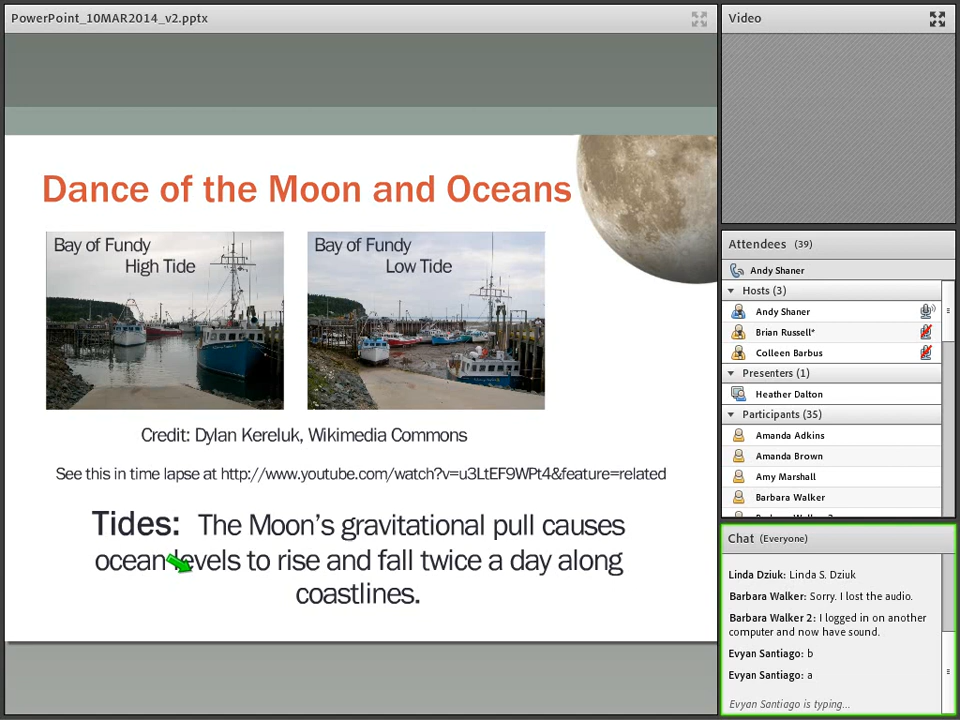 PowerPoint_10MAR2014_v2.pptx
Dance of the Moon and Oceans
Bay of Fundy
High Tide
Bay of Fundy
Low Tide
Credit: Dylan Kereluk, Wikimedia Commons
See this in time lapse at http://www.youtube.com/watch?v=u3LtEF9WPt4&feature=related
Tides: The Moon's gravitational pull causes
ocean levels to rise and fall twice a day along
coastlines.
Video
Attendees (39)
Andy Shaner
Hosts (3)
Andy Shaner
Brian Russell*
Colleen Barbus
Presenters (1)
Heather Dalton
Participants (35)
Amanda Adkins
Amanda Brown
Amy Marshall
Barbara Walker
Chat (Everyone)
Linda Dziuk: Linda S. Dziuk
Barbara Walker: Sorry. I lost the audio.
Barbara Walker 2: I logged in on another
computer and now have sound.
Evyan Santiago: b
Evyan Santiago: a
Evyan Santiago is typing...